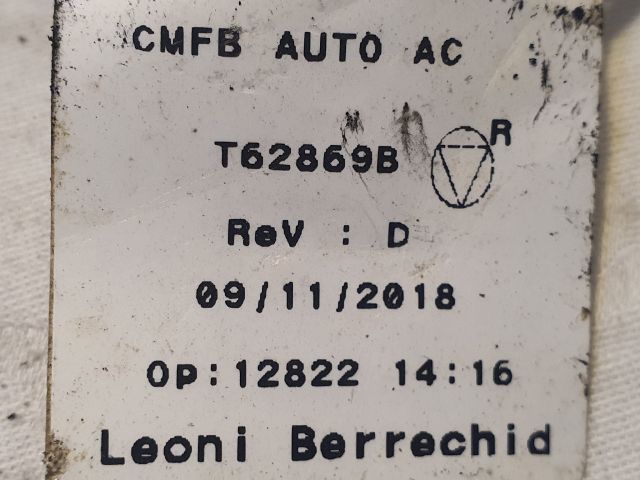 CMFB AUTO AC
T62869B R
ReV : D
09/11/2018
Op:12822 14:16
Leoni Berrechid